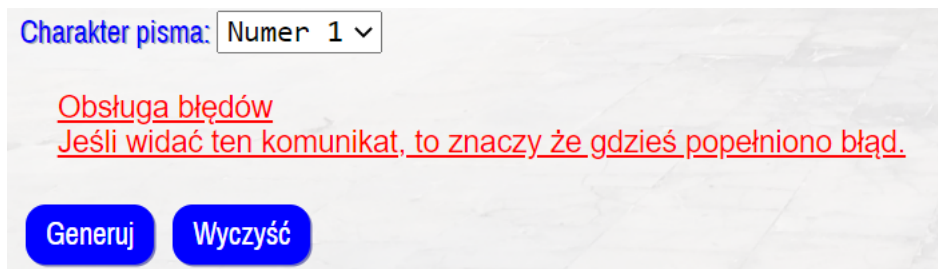 Charakter pisma: Numer 1
Obsługa błędów
Jeśli widać ten komunikat, to znaczy że gdzieś popełniono błąd.
Generuj Wyczyść